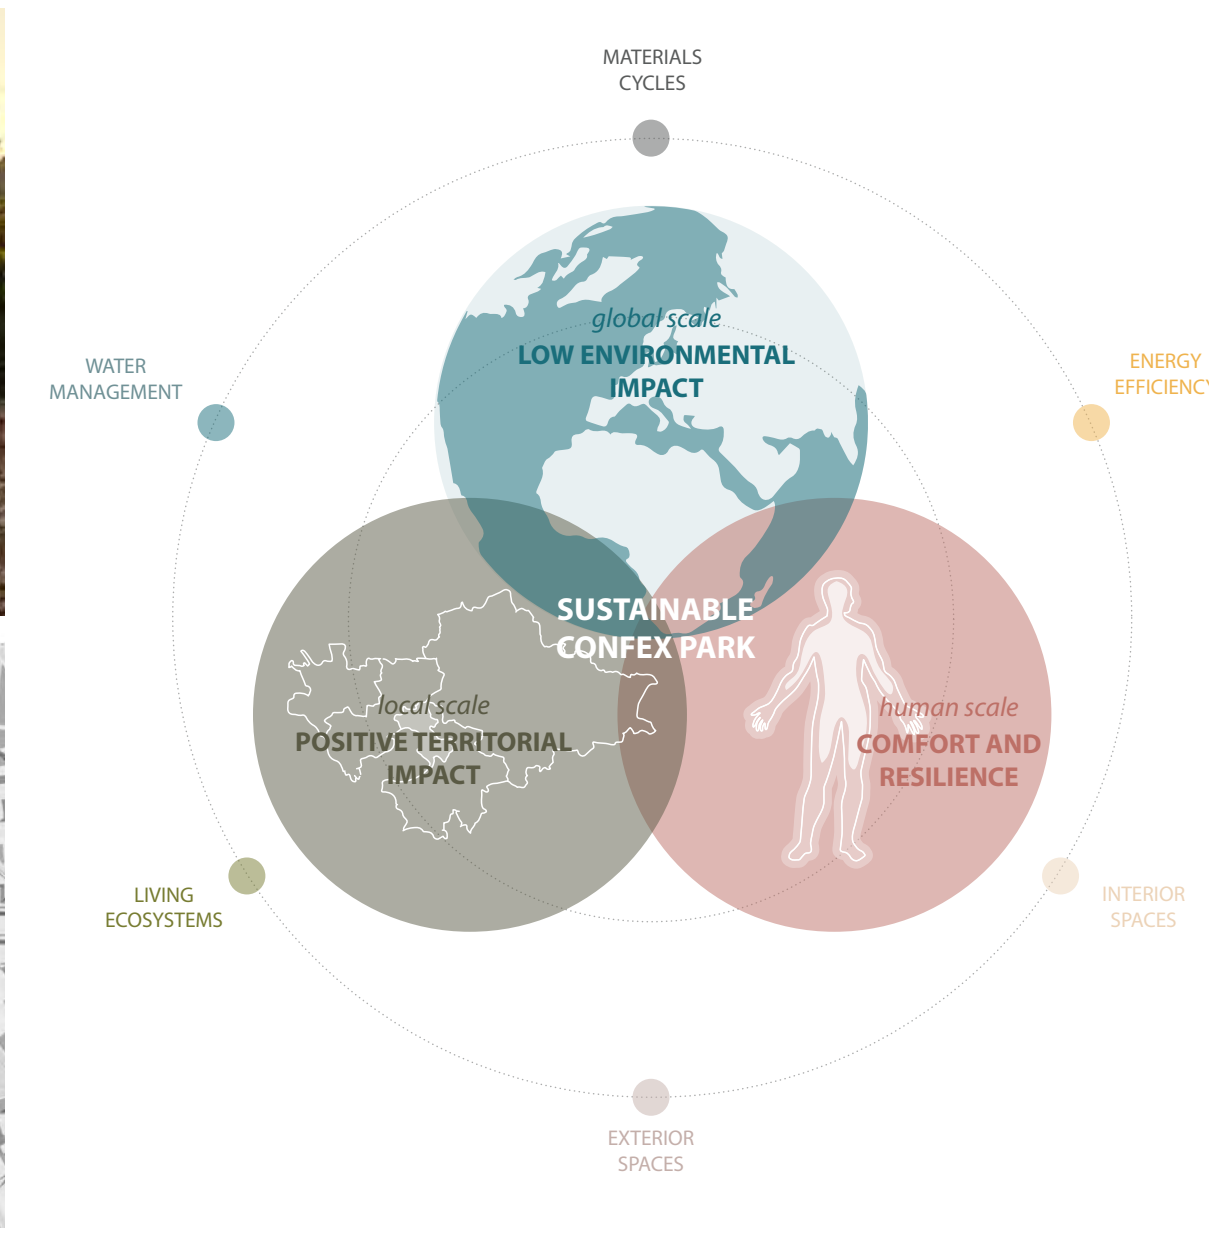 MATERIALS
CYCLES
global scale
LOW ENVIRONMENTAL
IMPACT
WATER
MANAGEMENT
ENERGY
EFFICIENCY
SUSTAINABLE
CONFEX PARK
local scale
POSITIVE TERRITORIAL
IMPACT
human scale
COMFORT AND
RESILIENCE
LIVING
ECOSYSTEMS
INTERIOR
SPACES
EXTERIOR
SPACES